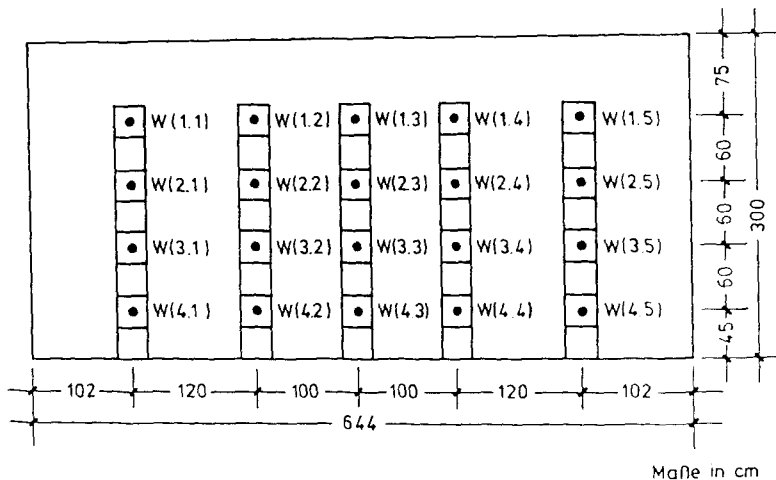 W(1.1) W(1.2) W(1.3) W(1.4) W(1.5)
W(2.1) W(2.2) W(2.3) W(2.4) W(2.5)
W(3.1) W(3.2) W(3.3) W(3.4) W(3.5)
W(4.1) W(4.2) W(4.3) W(4.4) W(4.5)
75
60
60
60
45
300
102 120 100 100 120 102
644
Maße in cm